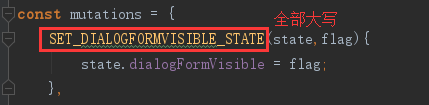 const mutations = {
全部大写
SET_DIALOGFORMVISIBLE_STATE(state,flag){
state.dialogFormVisible = flag;
},